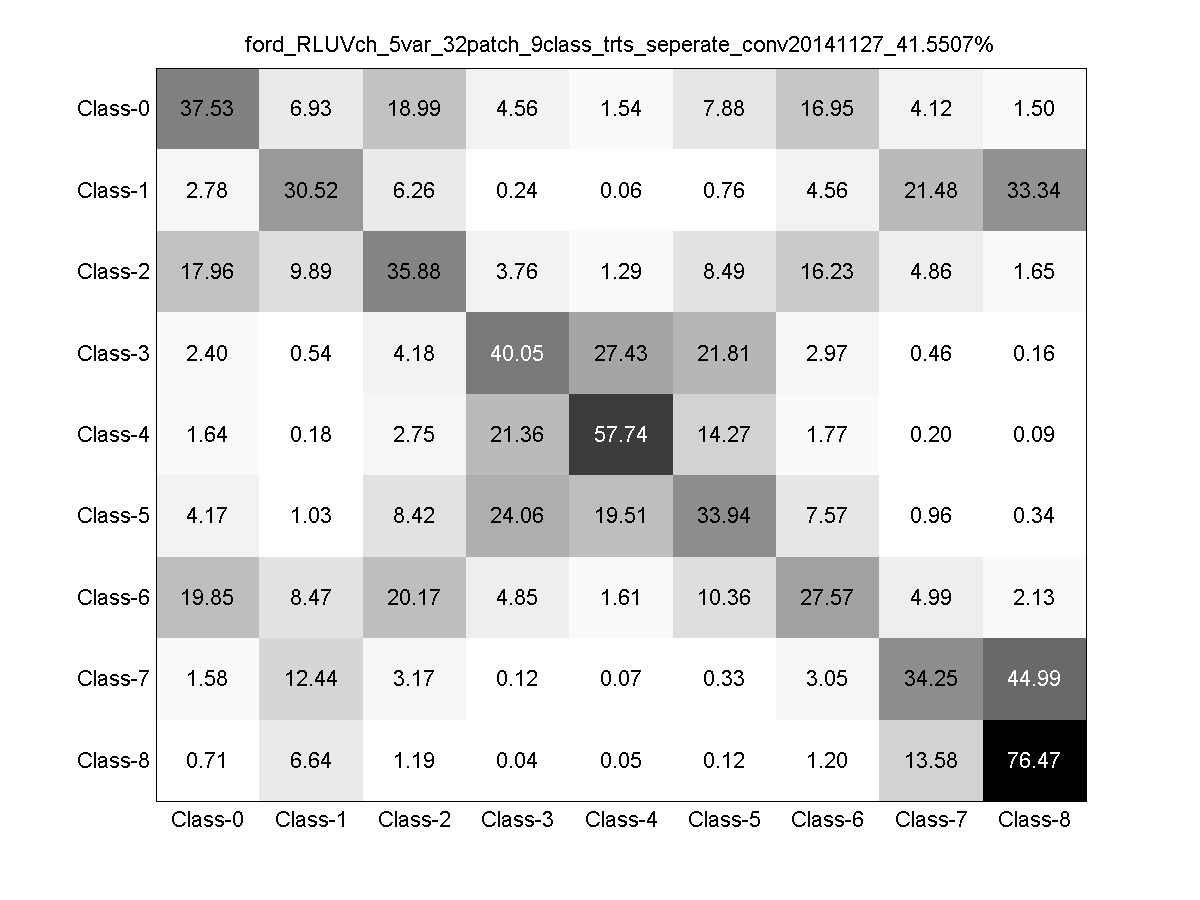 ford_RLUVch_5var_32patch_9class_trts_seperate_conv20141127_41.5507%
Class-0 37.53 6.93 18.99 4.56 1.54 7.88 16.95 4.12 1.50
Class-1 2.78 30.52 6.26 0.24 0.06 0.76 4.56 21.48 33.34
Class-2 17.96 9.89 35.88 3.76 1.29 8.49 16.23 4.86 1.65
Class-3 2.40 0.54 4.18 40.05 27.43 21.81 2.97 0.46 0.16
Class-4 1.64 0.18 2.75 21.36 57.74 14.27 1.77 0.20 0.09
Class-5 4.17 1.03 8.42 24.06 19.51 33.94 7.57 0.96 0.34
Class-6 19.85 8.47 20.17 4.85 1.61 10.36 27.57 4.99 2.13
Class-7 1.58 12.44 3.17 0.12 0.07 0.33 3.05 34.25 44.99
Class-8 0.71 6.64 1.19 0.04 0.05 0.12 1.20 13.58 76.47
Class-0 Class-1 Class-2 Class-3 Class-4 Class-5 Class-6 Class-7 Class-8